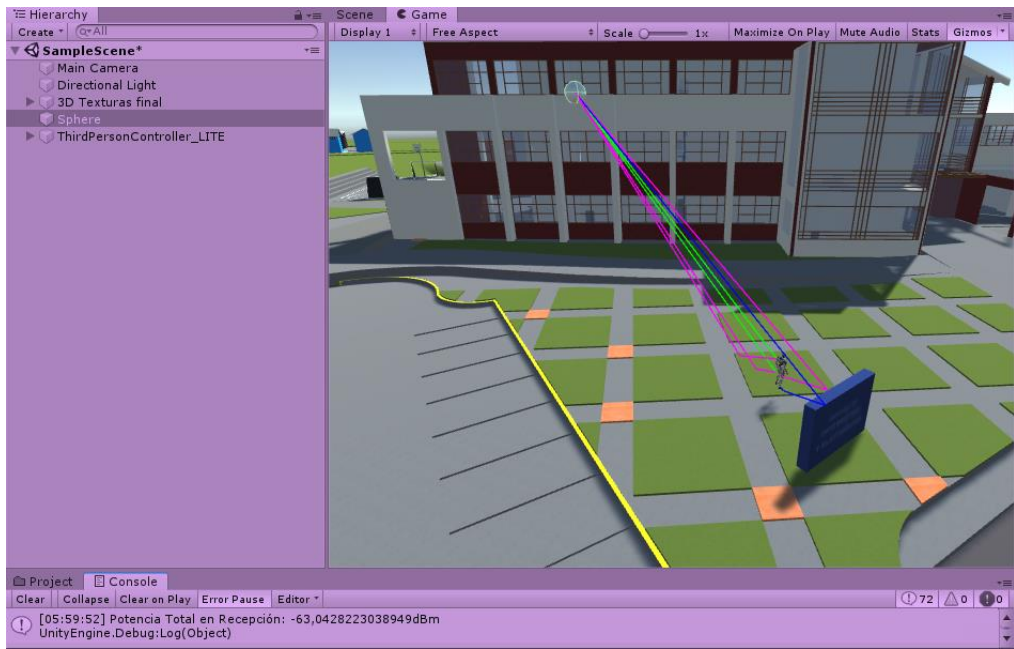 Hierarchy
Create
All
SampleScene*
Main Camera
Directional Light
3D Texturas final
Sphere
ThirdPersonController_LITE
Scene
Game
Display 1
Free Aspect
Scale
1x
Maximize On Play
Mute Audio
Stats
Gizmos
Project
Console
Clear
Collapse
Clear on Play
Error Pause
Editor
72
0
0
[05:59:52] Potencia Total en Recepción: -63,0428223038949dBm
UnityEngine.Debug:Log(Object)